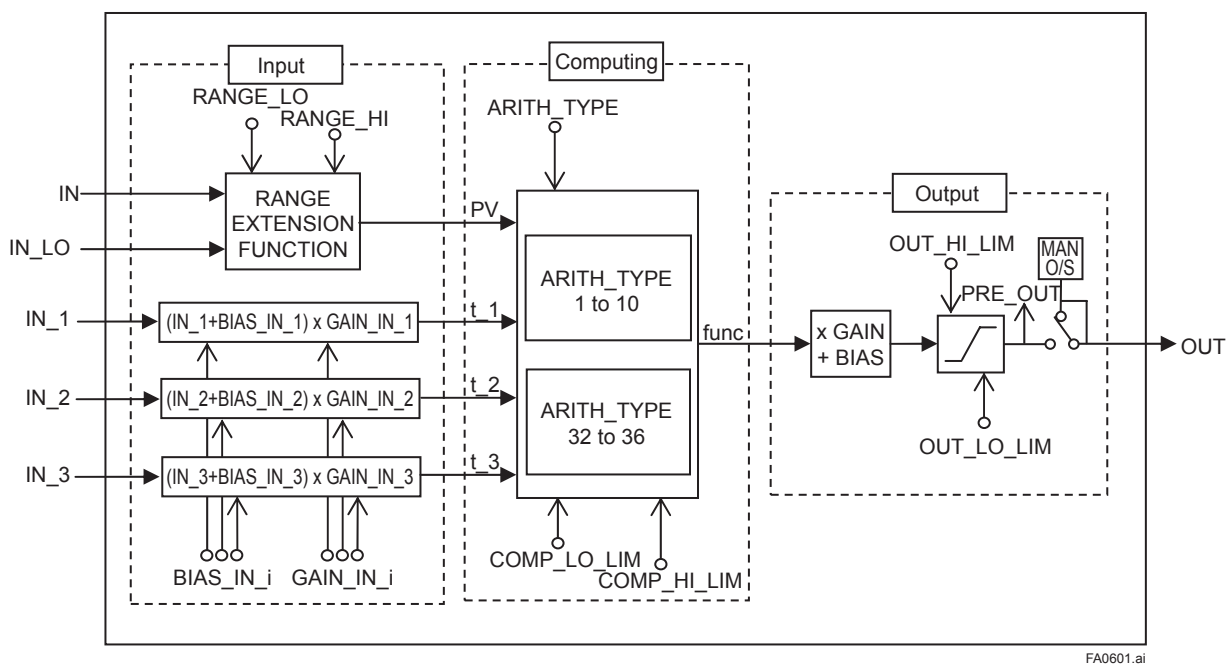 Input
RANGE_LO
RANGE_HI
IN
IN_LO
RANGE
EXTENSION
FUNCTION
IN_1
(IN_1+BIAS_IN_1) x GAIN_IN_1
IN_2
(IN_2+BIAS_IN_2) x GAIN_IN_2
IN_3
(IN_3+BIAS_IN_3) x GAIN_IN_3
BIAS_IN_i
GAIN_IN_i
Computing
ARITH_TYPE
PV
t_1
t_2
t_3
ARITH_TYPE
1 to 10
ARITH_TYPE
32 to 36
COMP_LO_LIM
COMP_HI_LIM
func
Output
x GAIN
+ BIAS
OUT_HI_LIM
MAN
O/S
PRE_OUT
OUT_LO_LIM
OUT
FA0601.ai